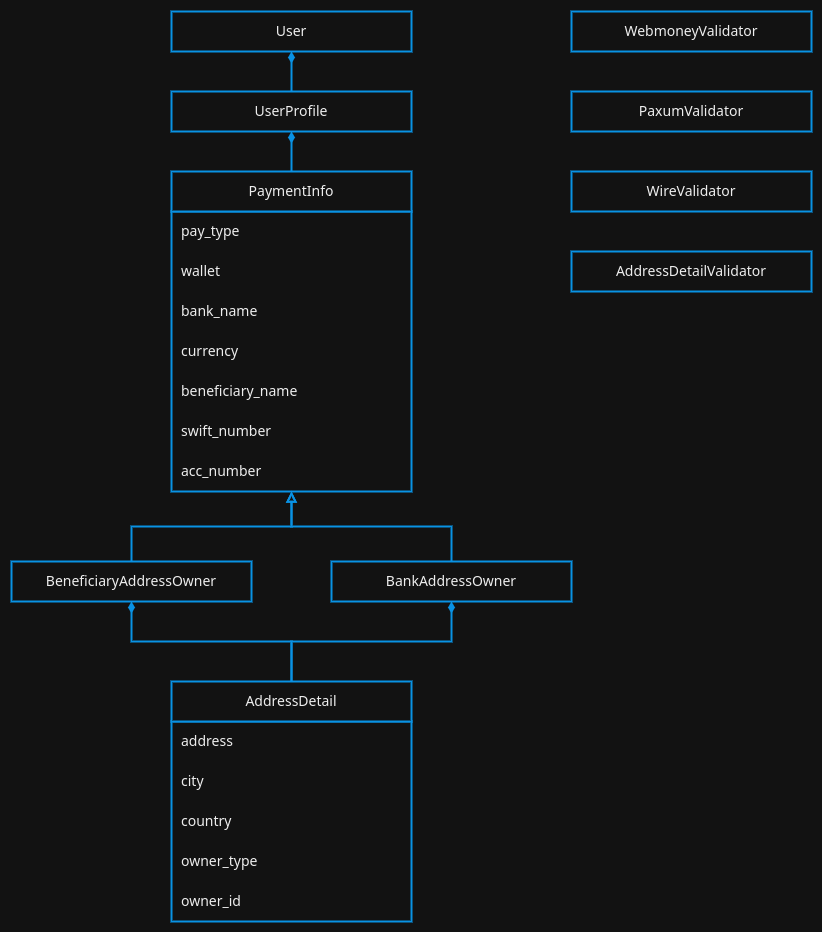 User
UserProfile
PaymentInfo
pay_type
wallet
bank_name
currency
beneficiary_name
swift_number
acc_number
BeneficiaryAddressOwner
BankAddressOwner
AddressDetail
address
city
country
owner_type
owner_id
WebmoneyValidator
PaxumValidator
WireValidator
AddressDetailValidator